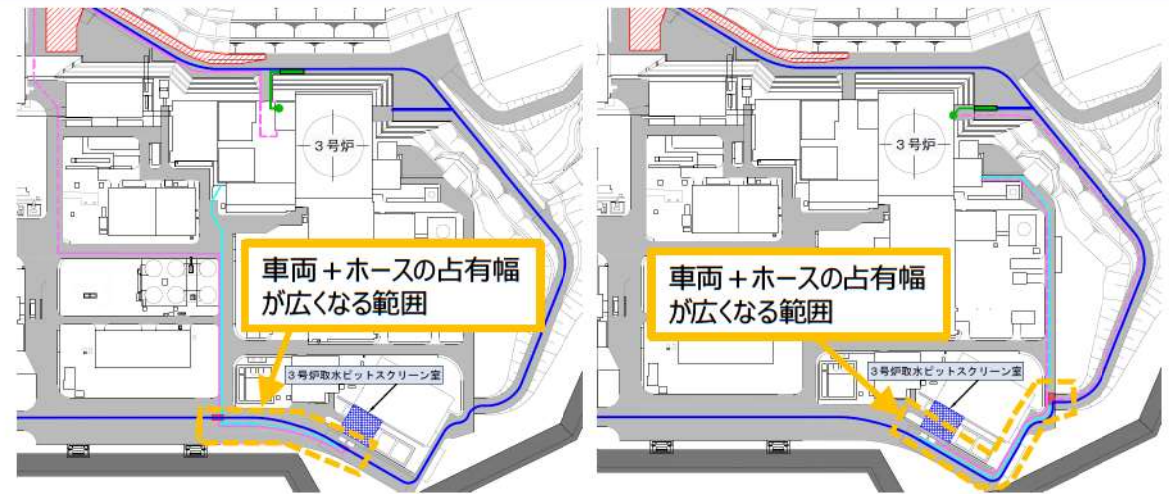 3号炉
3号炉
車両+ホースの占有幅
が広くなる範囲
車両+ホースの占有幅
が広くなる範囲
3号炉取水ピットスクリーン室
3号炉取水ピットスクリーン室